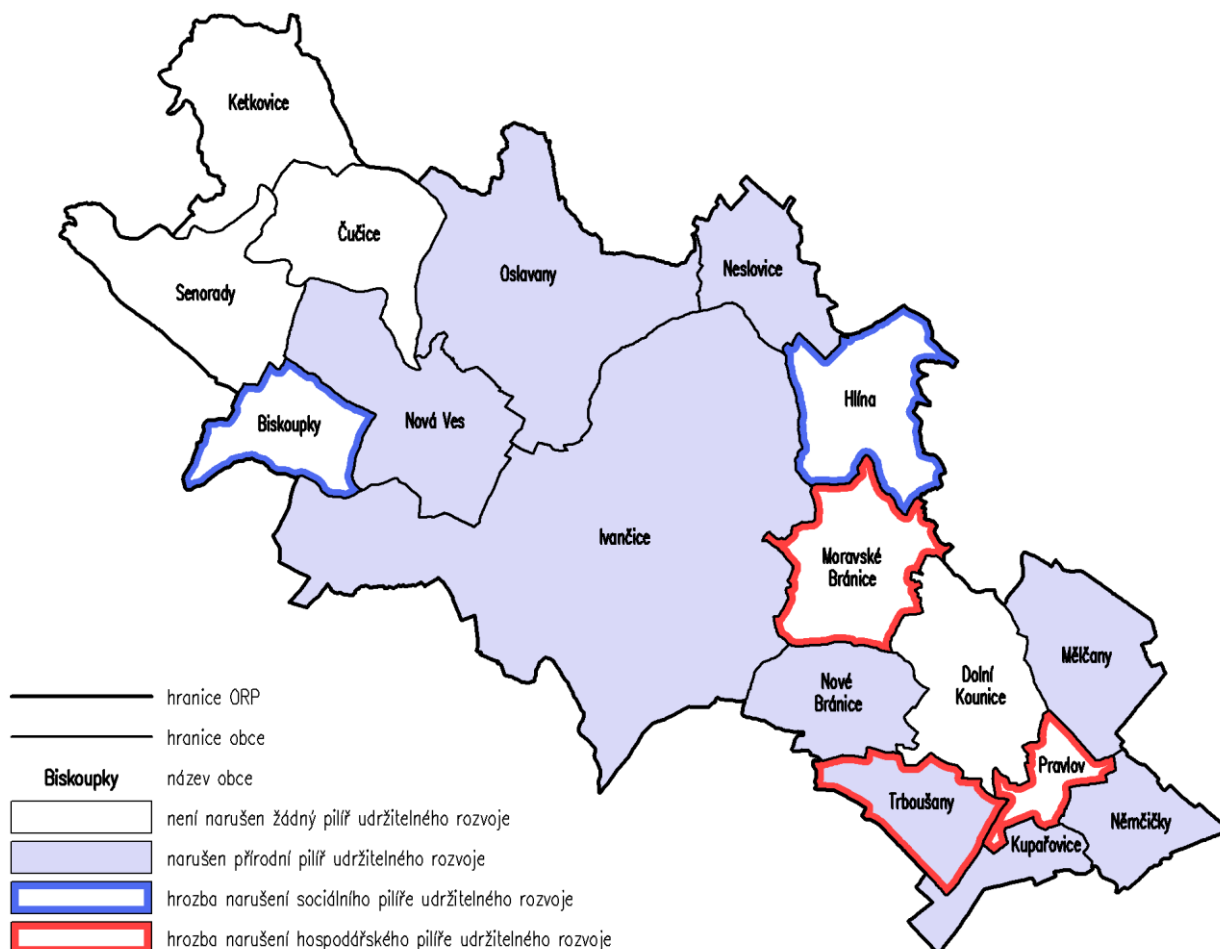 Ketkovice
Čučice
Oslavany
Neslovice
Senorady
Hlína
Biskoupky
Nová Ves
Ivančice
Moravské
Bránice
Mělčany
Dolní
Kounice
Nové
Bránice
Pravlov
Trboušany
Němčičky
Kupařovice
hranice ORP
hranice obce
Biskoupky název obce
není narušen žádný pilíř udržitelného rozvoje
narušen přírodní pilíř udržitelného rozvoje
hrozba narušení sociálního pilíře udržitelného rozvoje
hrozba narušení hospodářského pilíře udržitelného rozvoje